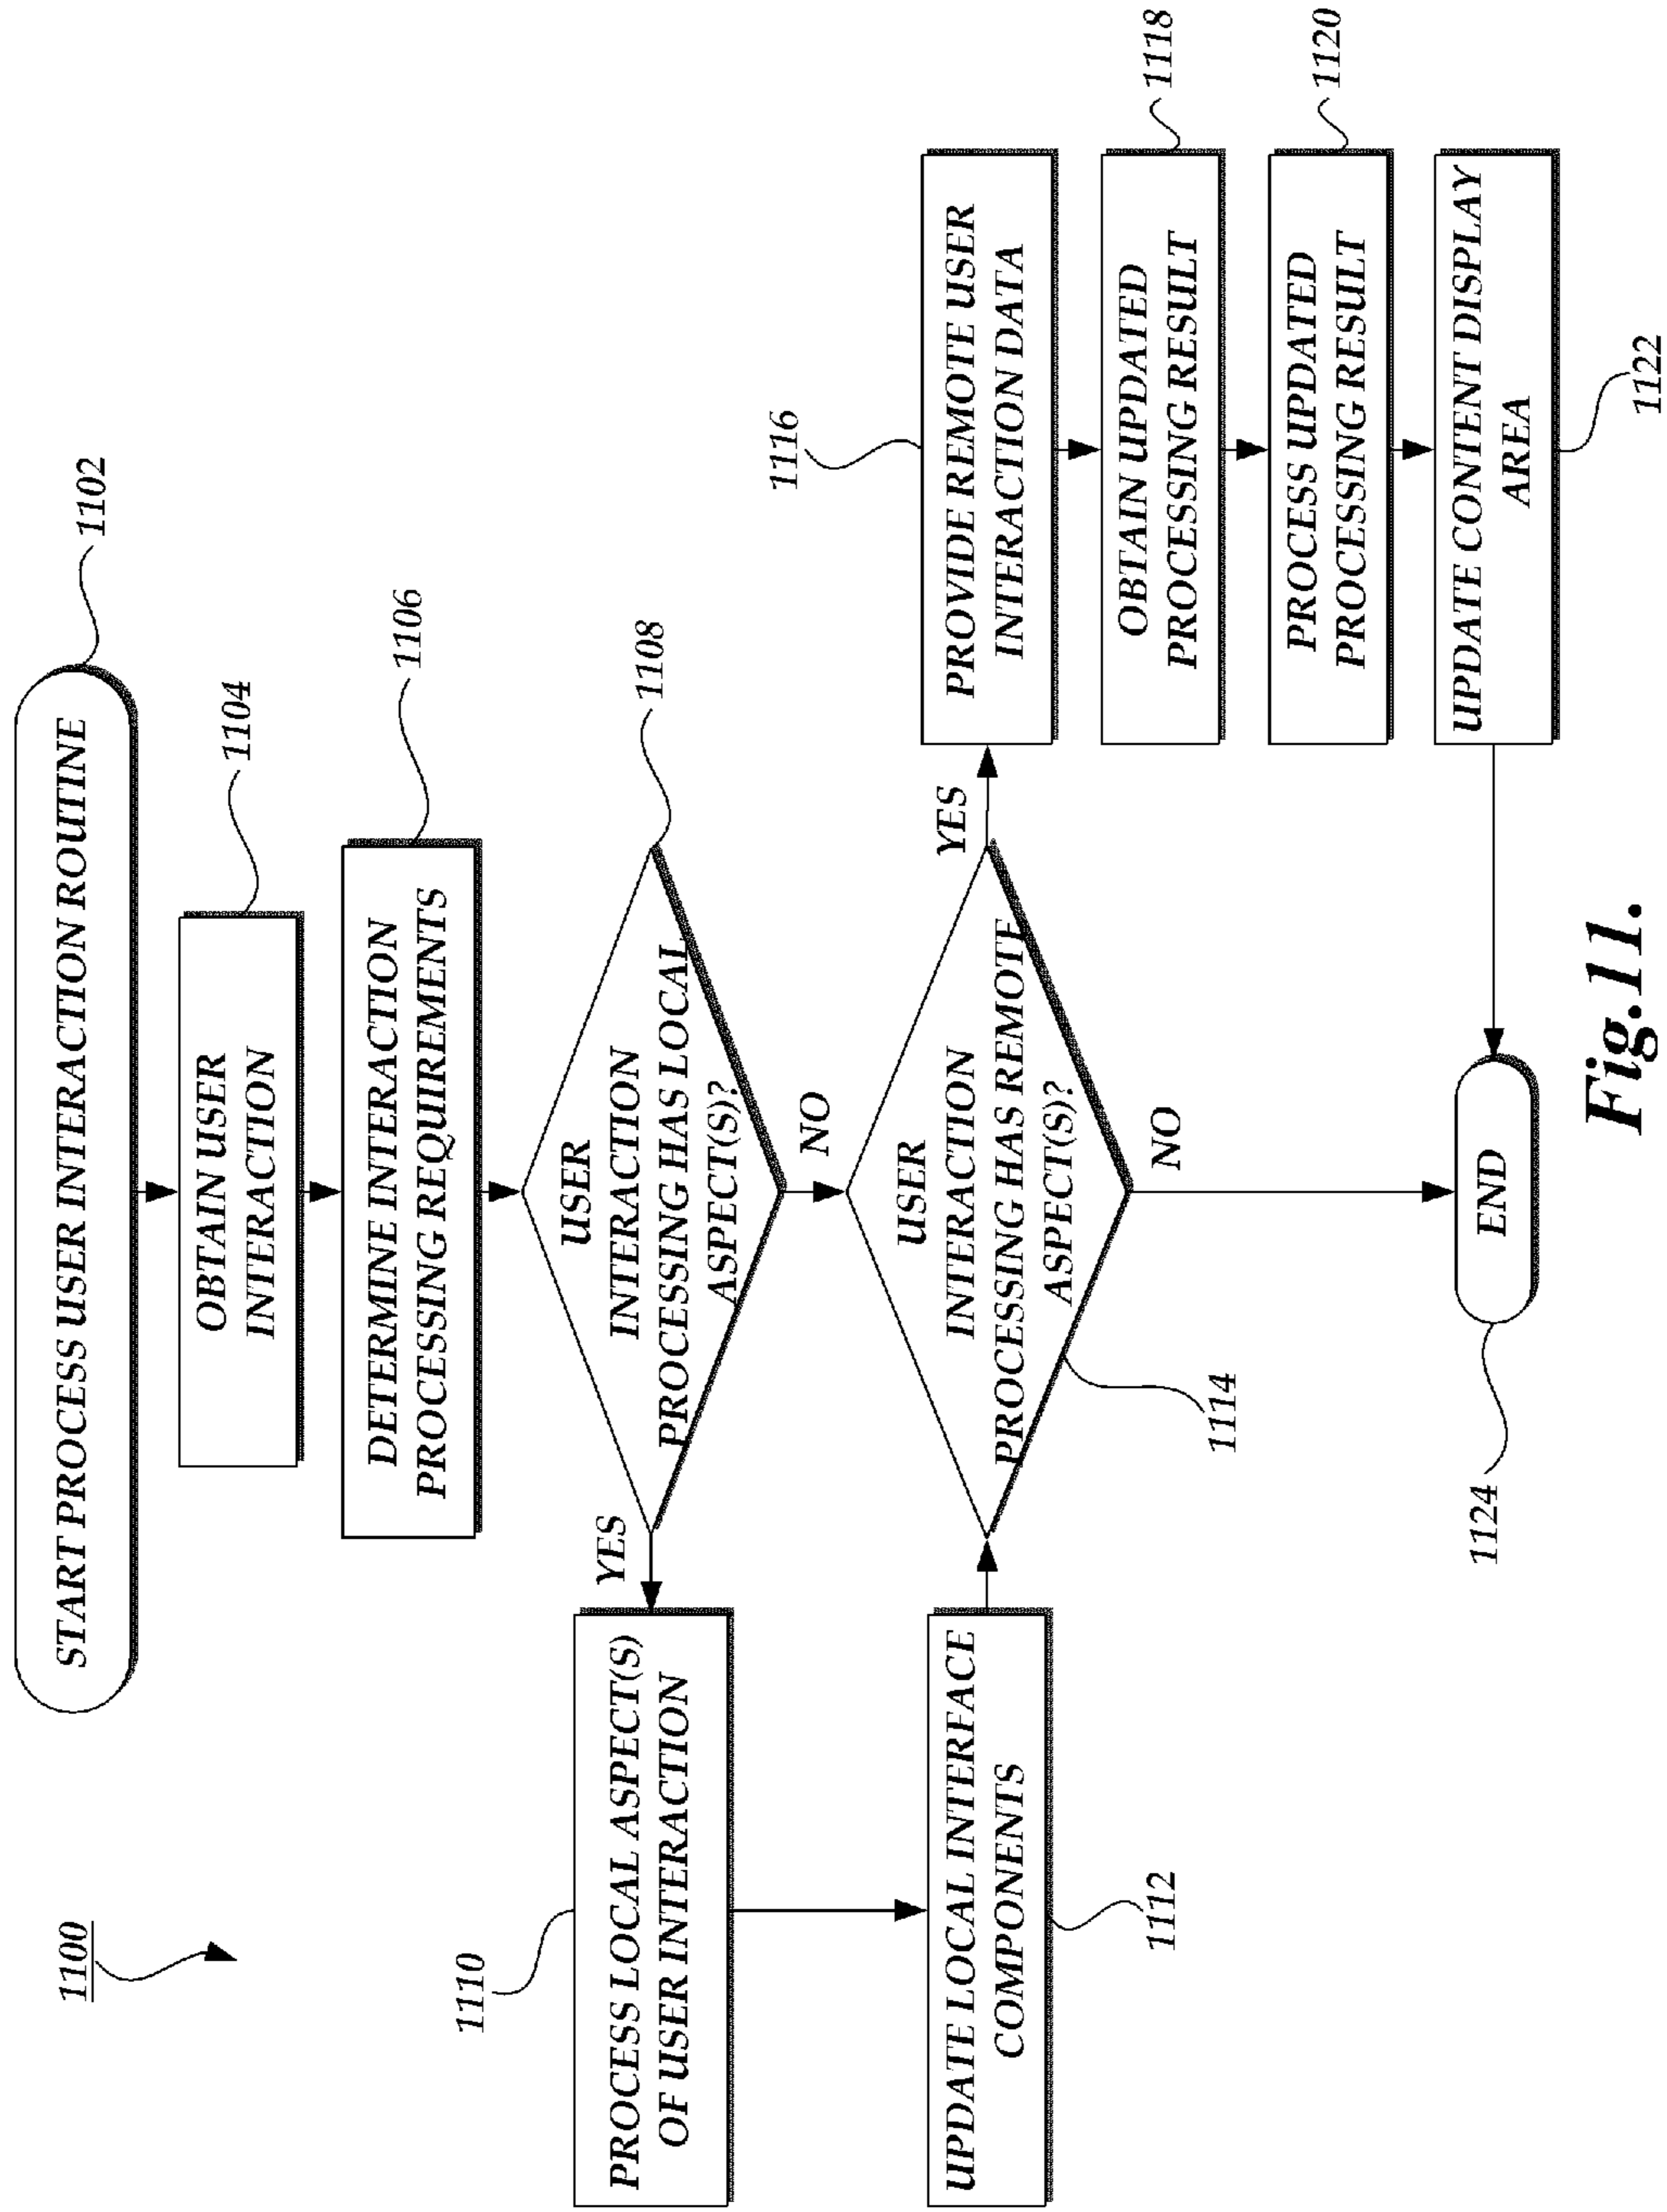 1100
START PROCESS USER INTERACTION ROUTINE
1102
OBTAIN USER
INTERACTION
1104
DETERMINE INTERACTION
PROCESSING REQUIREMENTS
1106
USER
INTERACTION
PROCESSING HAS LOCAL
ASPECT(S)?
1108
YES
NO
1110
PROCESS LOCAL ASPECT(S)
OF USER INTERACTION
UPDATE LOCAL INTERFACE
COMPONENTS
1112
USER
INTERACTION
PROCESSING HAS REMOTE
ASPECT(S)?
1114
YES
NO
1116
PROVIDE REMOTE USER
INTERACTION DATA
OBTAIN UPDATED
PROCESSING RESULT
1118
PROCESS UPDATED
PROCESSING RESULT
1120
UPDATE CONTENT DISPLAY
AREA
1122
END
1124
Fig.11.